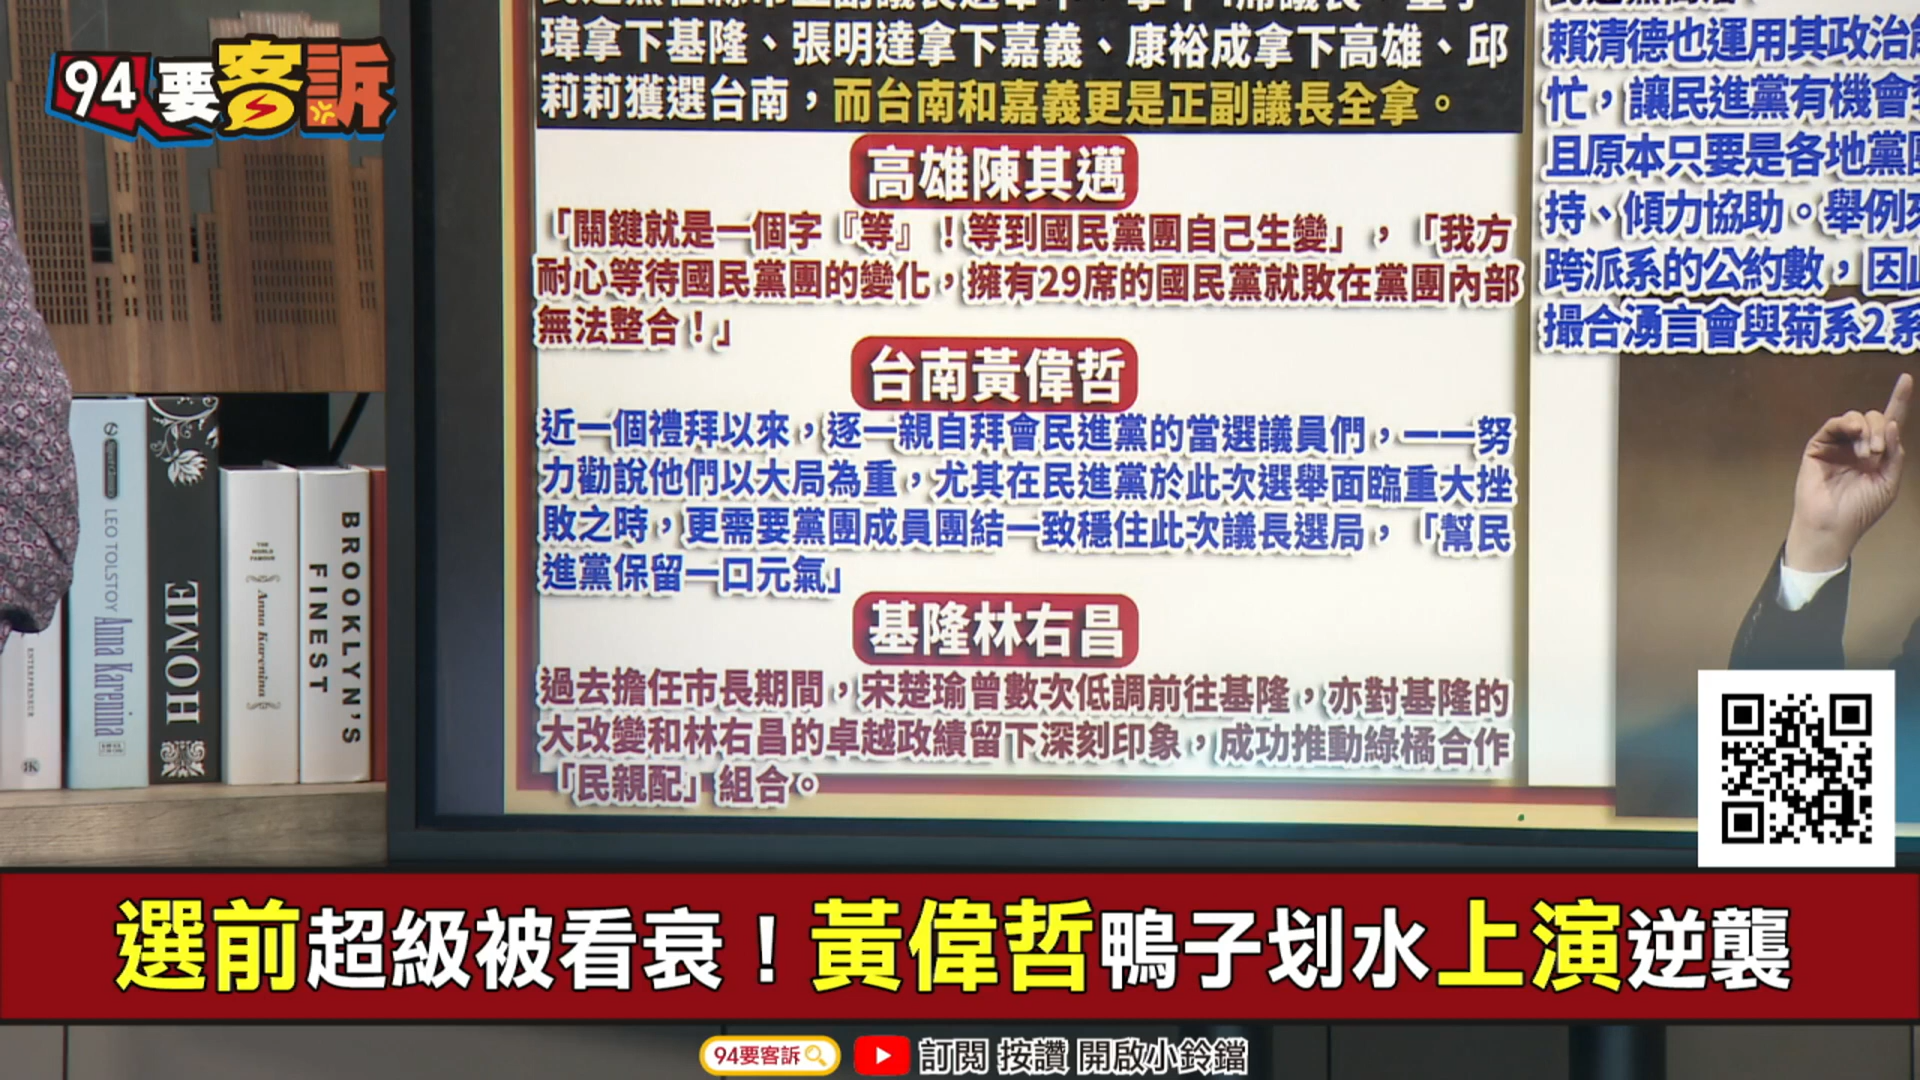 94要客訴
瑋拿下基隆、張明達拿下嘉義、康裕成拿下高雄、邱
莉莉獲選台南，而台南和嘉義更是正副議長全拿。
高雄陳其邁
「關鍵就是一個字『等』！等到國民黨團自己生變」，「我方
耐心等待國民黨團的變化，擁有29席的國民黨就敗在黨團內部
無法整合！」
台南黃偉哲
近一個禮拜以來，逐一親自拜會民進黨的當選議員們，一一努
力勸說他們以大局為重，尤其在民進黨於此次選舉面臨重大挫
敗之時，更需要黨團成員團結一致穩住此次議長選局，「幫民
進黨保留一口元氣」
基隆林右昌
過去擔任市長期間，宋楚瑜曾數次低調前往基隆，亦對基隆的
大改變和林右昌的卓越政績留下深刻印象，成功推動綠橘合作
「民親配」組合。
賴清德也運用其政治
忙，讓民進黨有機會
且原本只要是各地黨
持、傾力協助。舉例
跨派系的公約數，因
撮合湧言會與菊系2系
LEO TOLSTOY Anna Karenina
HOME
THE WORLD FAMOUS
Anna Karenina
BROOKLYN'S
FINEST
ENTREPRENEUR
選前超級被看衰！黃偉哲鴨子划水上演逆襲
94要客訴
訂閱 按讚 開啟小鈴鐺